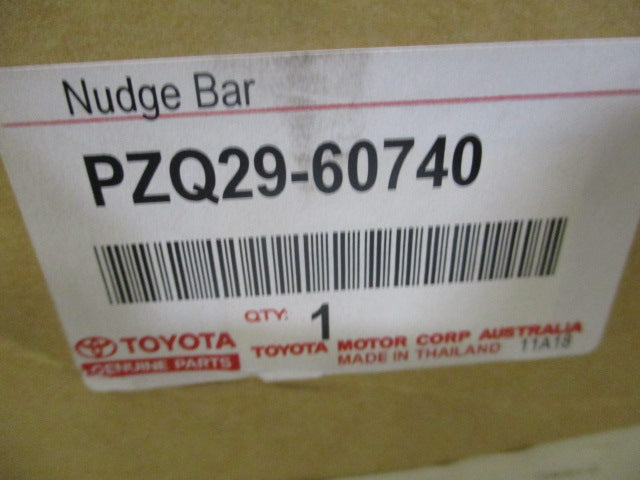 Nudge Bar
PZQ29-60740
QTY: 1
TOYOTA
GENUINE PARTS
TOYOTA MOTOR CORP AUSTRALIA
MADE IN THAILAND 11A18